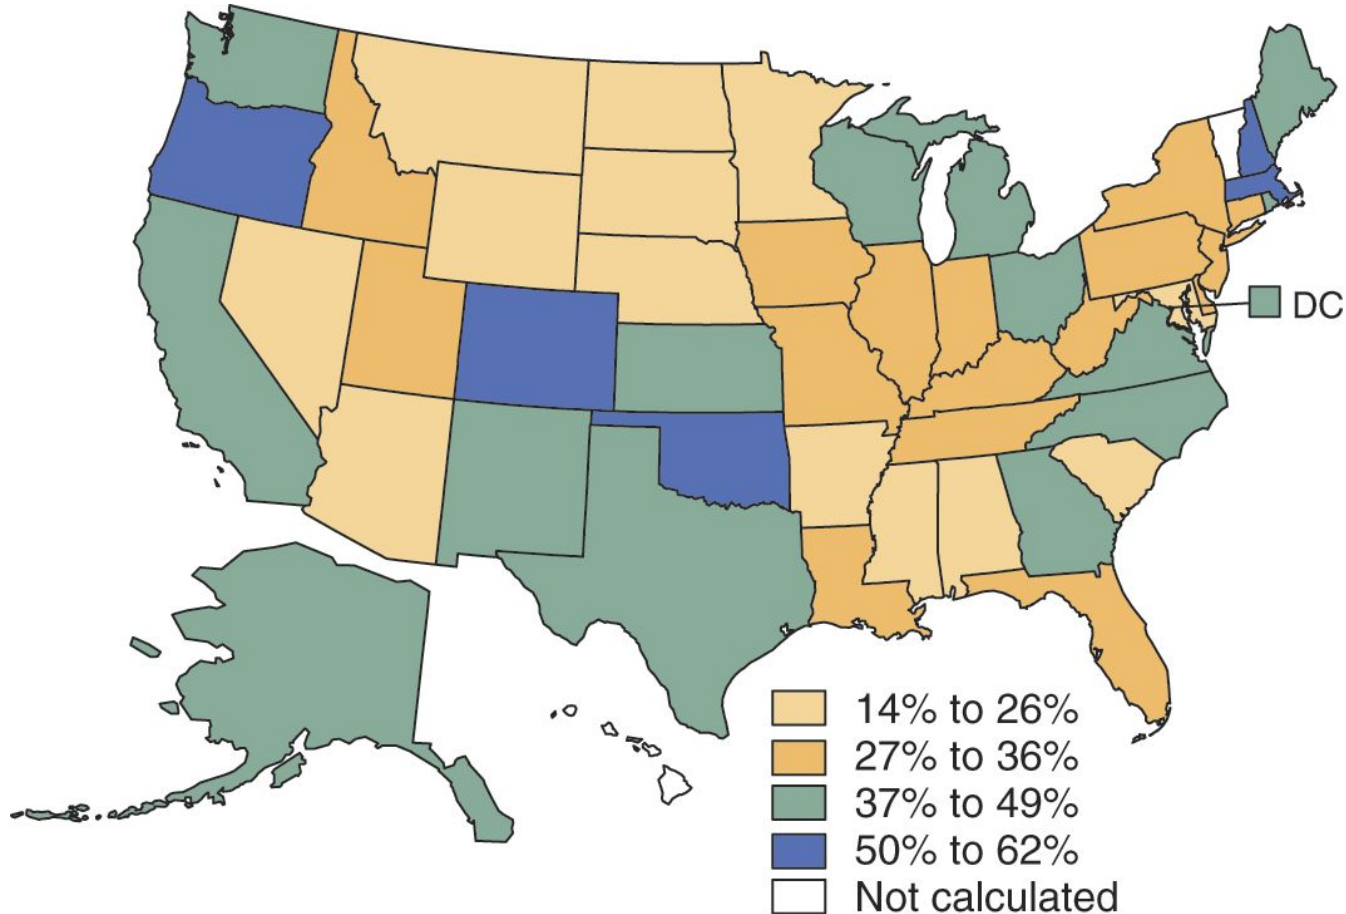 DC
14% to 26%
27% to 36%
37% to 49%
50% to 62%
Not calculated